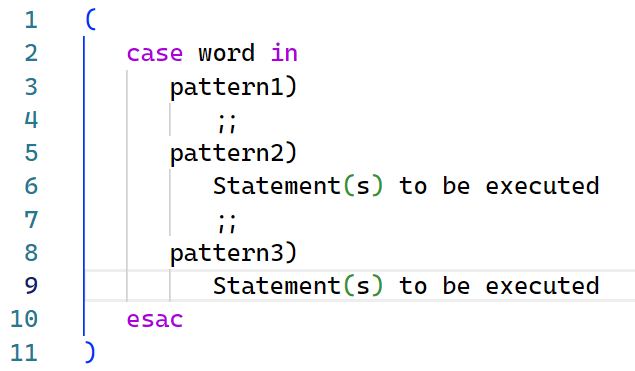 1 (
2 case word in
3 pattern1)
4 ;;
5 pattern2)
6 Statement(s) to be executed
7 ;;
8 pattern3)
9 Statement(s) to be executed
10 esac
11 )